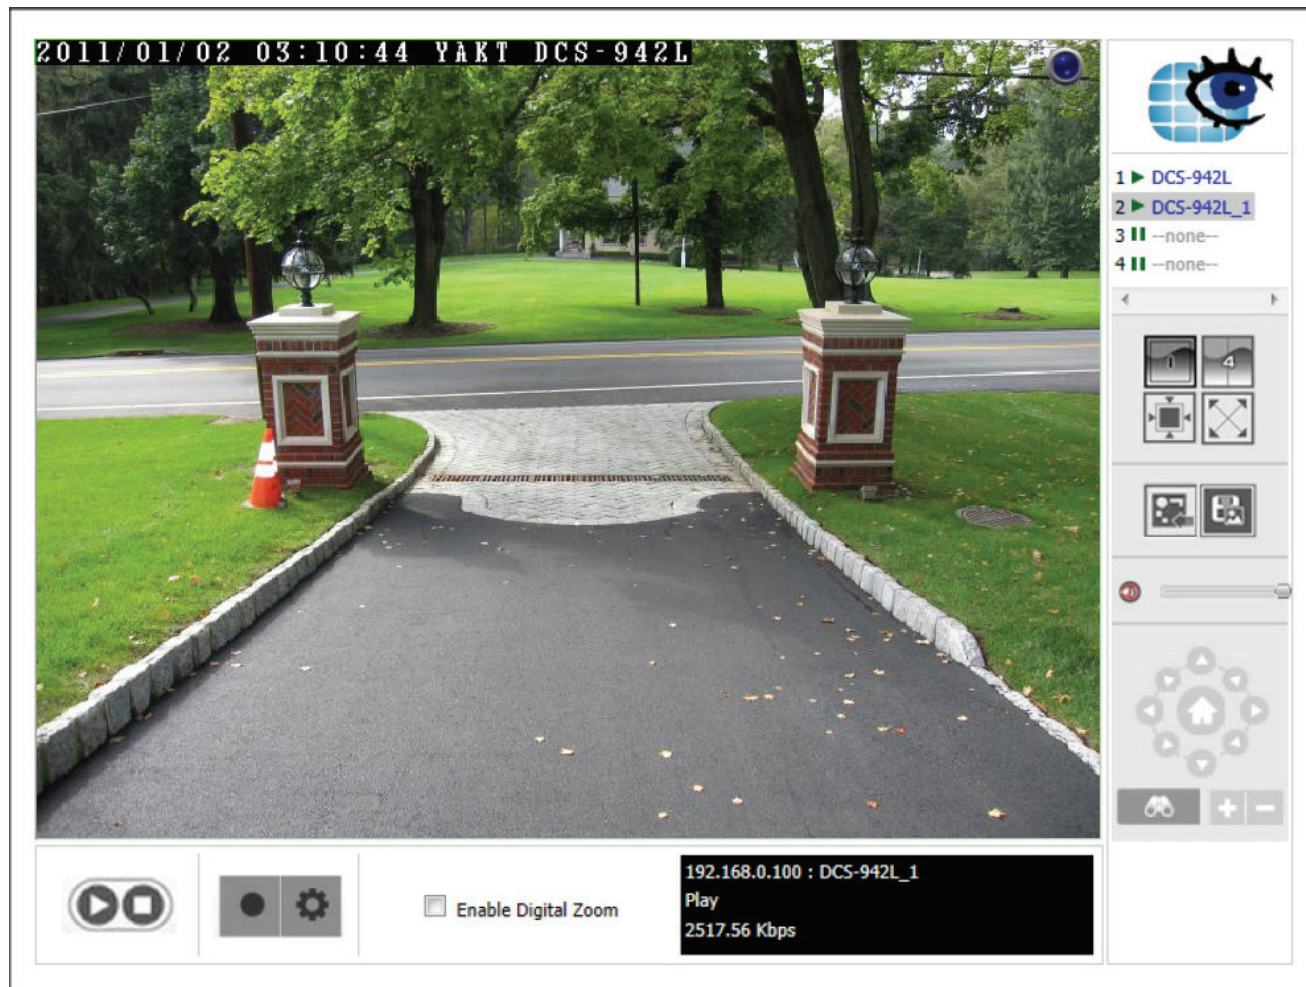 2011/01/02 03:10:44 YAKT DCS-942L
1 DCS-942L
2 DCS-942L_1
3 --none--
4 --none--
1 4
Enable Digital Zoom
192.168.0.100 : DCS-942L_1
Play
2517.56 Kbps